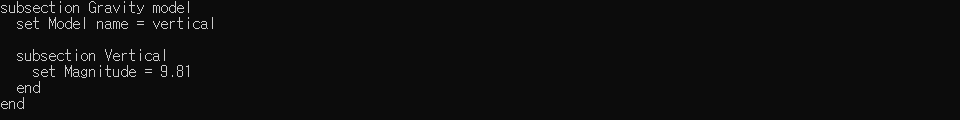 subsection Gravity model
  set Model name = vertical

  subsection Vertical
    set Magnitude = 9.81
  end
end